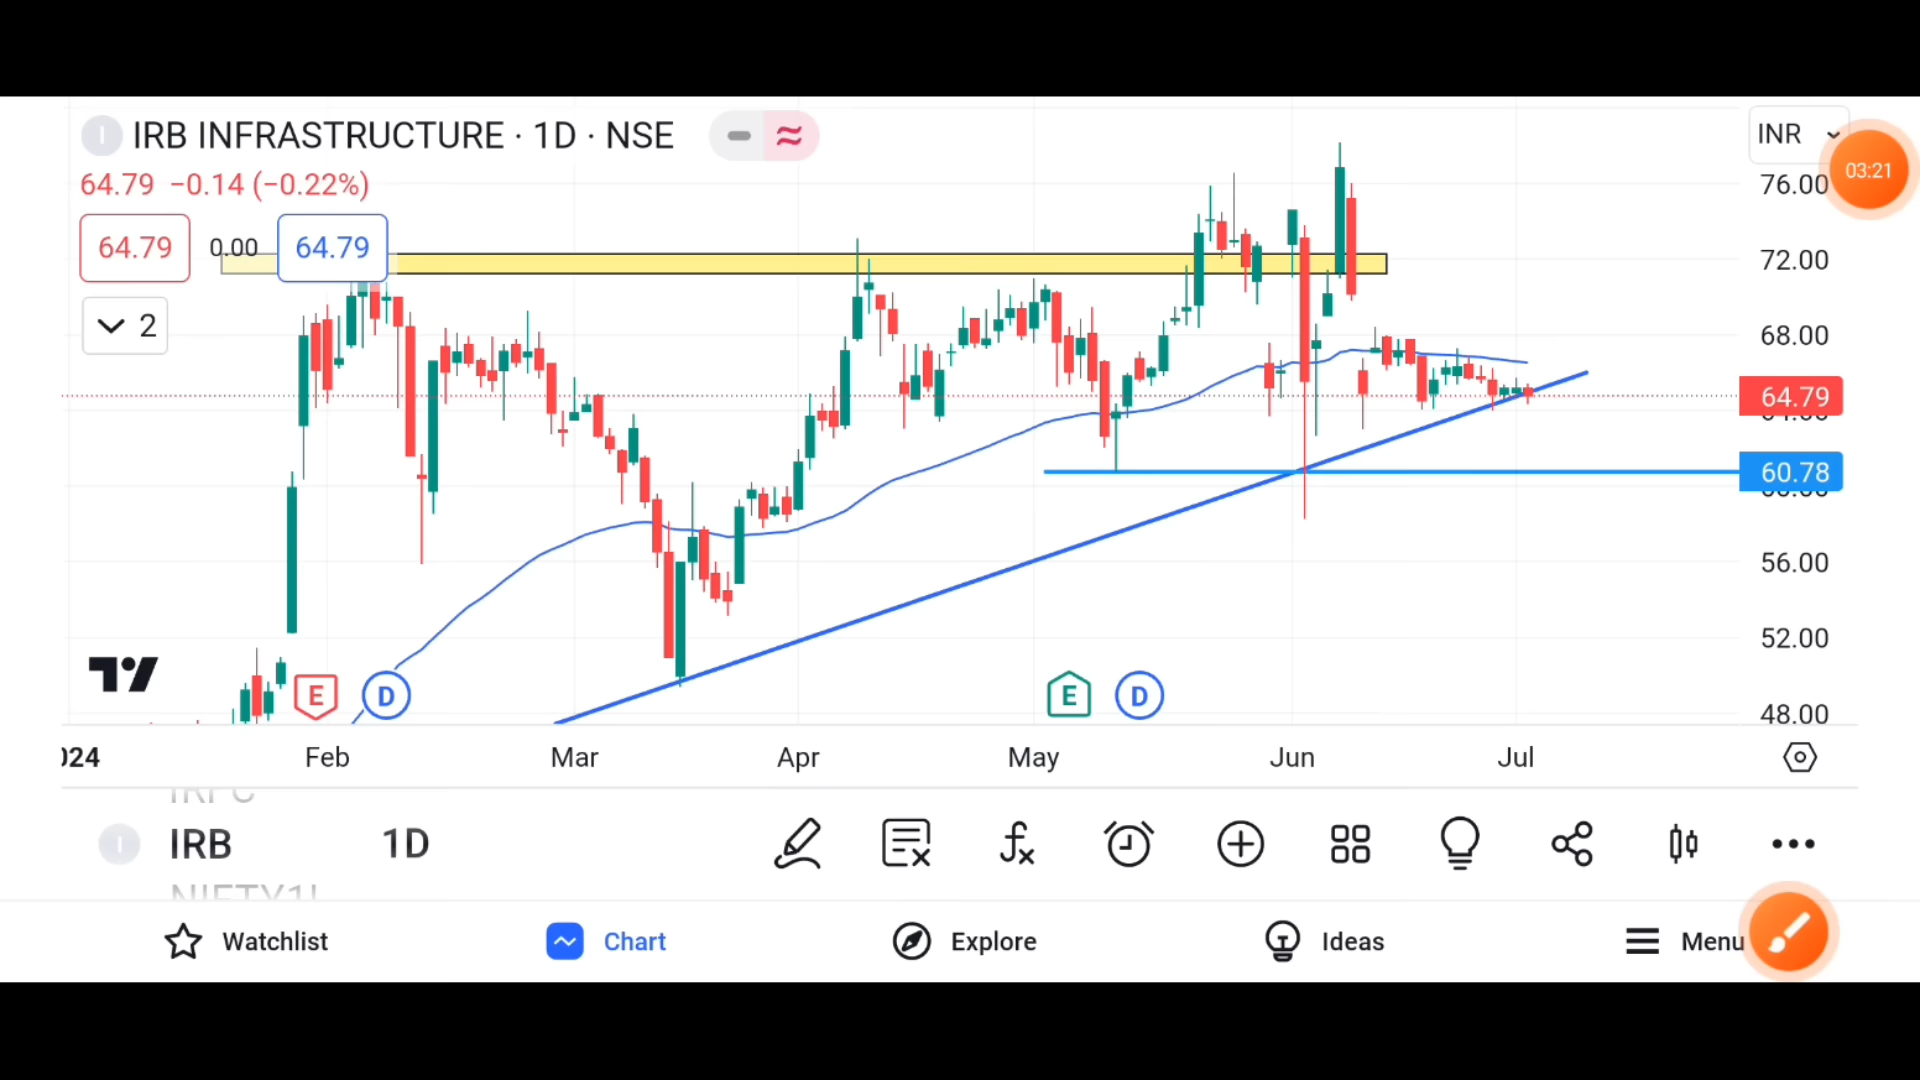 IRB INFRASTRUCTURE · 1D · NSE
INR
03:21
64.79 −0.14 (−0.22%)
76.00
64.79 0.00 64.79
72.00
2
68.00
64.79
60.78
56.00
52.00
E D E D
48.00
024 Feb Mar Apr May Jun Jul
IRB 1D
Watchlist Chart Explore Ideas Menu